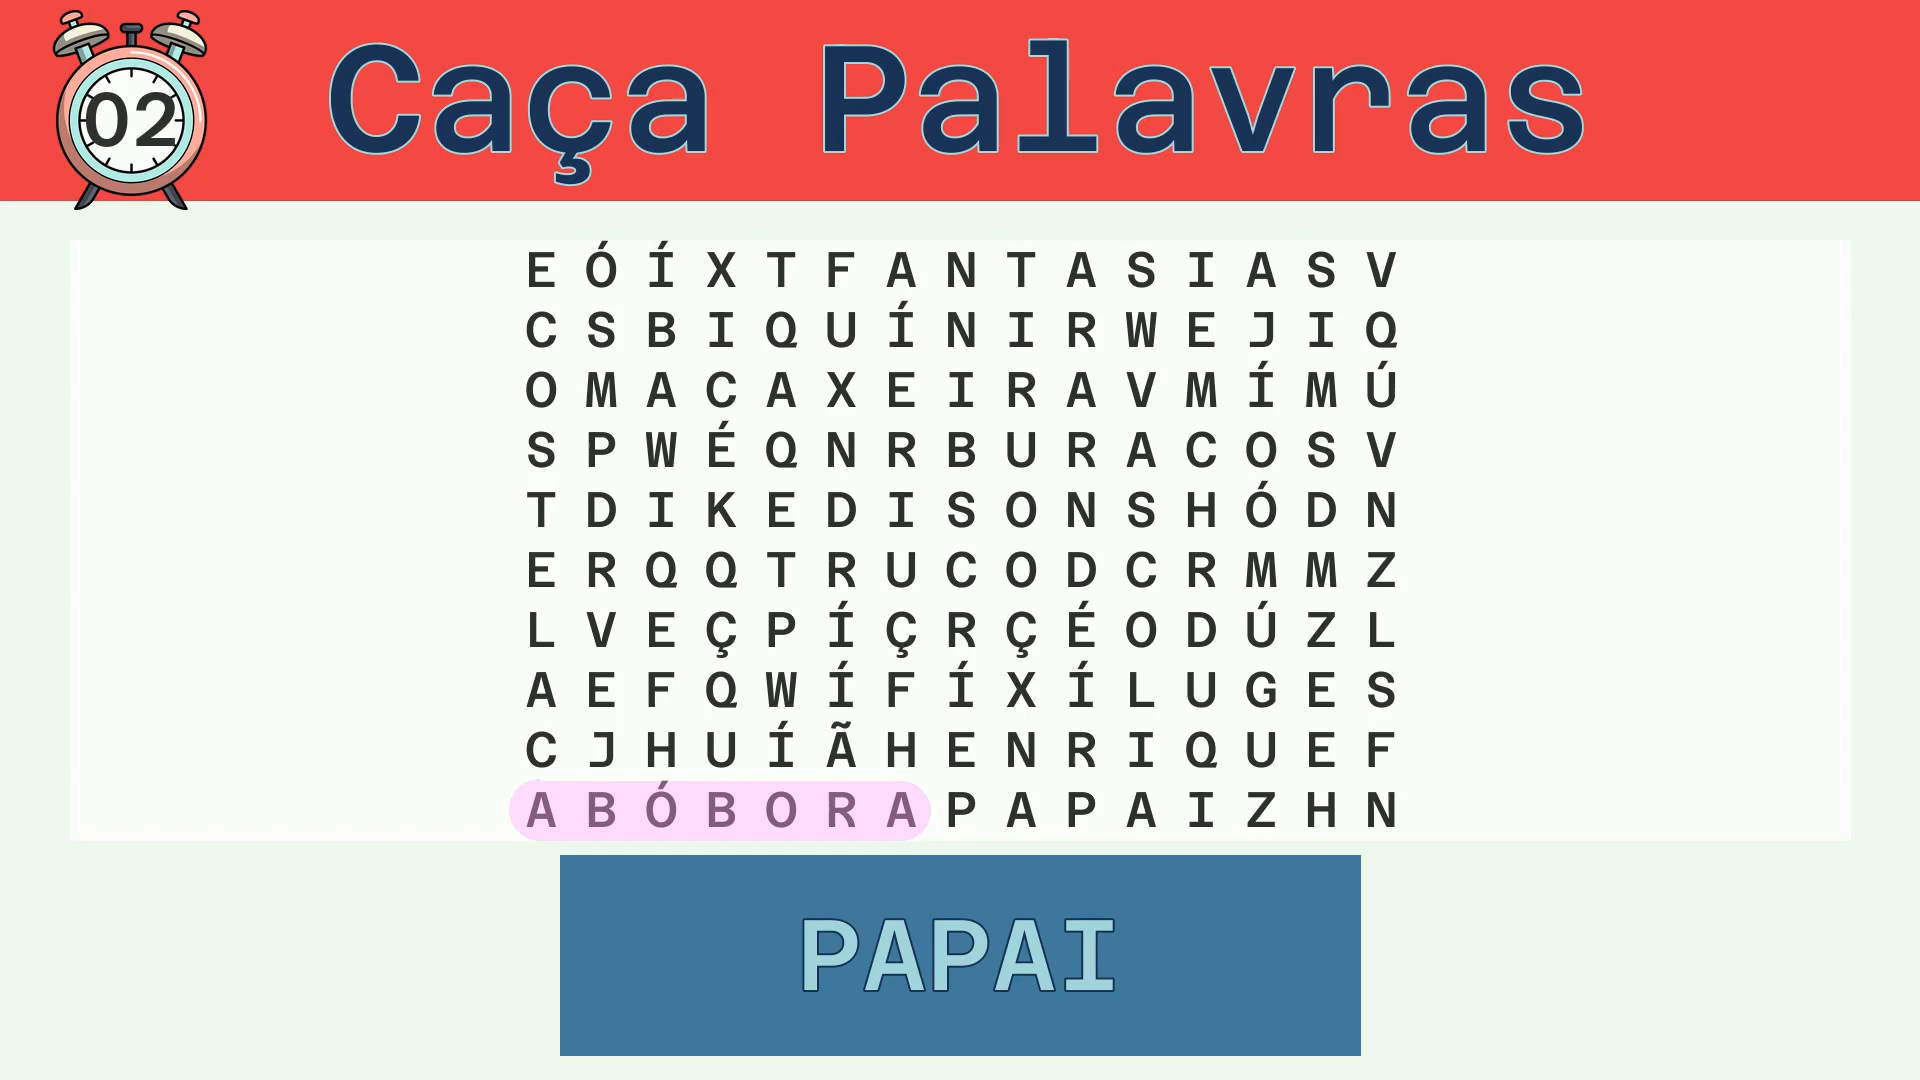 02
Caça Palavras
E Ó Í X T F A N T A S I A S V
C S B I Q U Í N I R W E J I Q
O M A C A X E I R A V M Í M Ú
S P W É Q N R B U R A C O S V
T D I K E D I S O N S H Ó D N
E R Q Q T R U C O D C R M M Z
L V E Ç P Í Ç R Ç É O D Ú Z L
A E F Q W Í F Í X Í L U G E S
C J H U Í Ã H E N R I Q U E F
A B Ó B O R A P A P A I Z H N
PAPAI